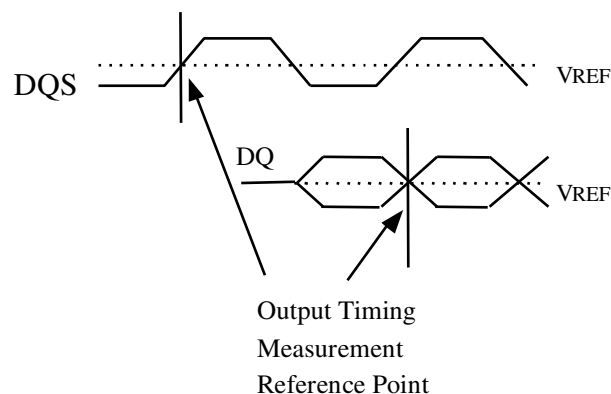 DQS
VREF
DQ
VREF
Output Timing
Measurement
Reference Point